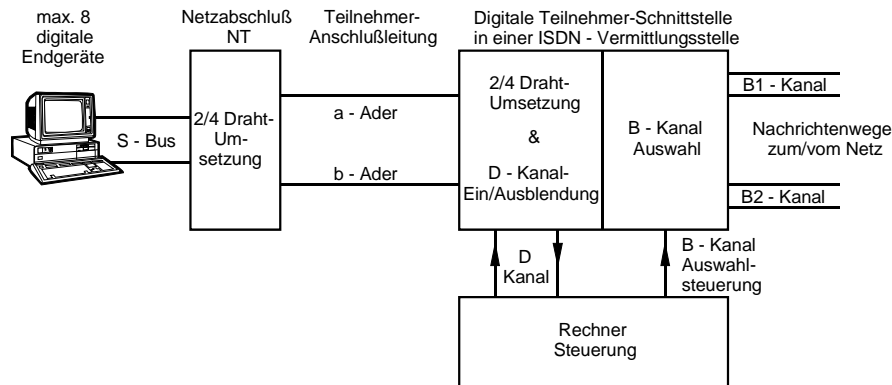 max. 8
digitale
Endgeräte
Netzabschluß
NT
Teilnehmer-
Anschlußleitung
Digitale Teilnehmer-Schnittstelle
in einer ISDN - Vermittlungsstelle
S - Bus
2/4 Draht-
Um-
setzung
a - Ader
b - Ader
2/4 Draht-
Umsetzung
&
D - Kanal-
Ein/Ausblendung
B - Kanal
Auswahl
B1 - Kanal
Nachrichtenwege
zum/vom Netz
B2 - Kanal
D
Kanal
B - Kanal
Auswahl-
steuerung
Rechner
Steuerung